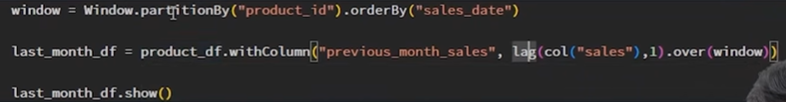 window = Window.partitionBy("product_id").orderBy("sales_date")
last_month_df = product_df.withColumn("previous_month_sales", lag(col("sales"),1).over(window))
last_month_df.show()